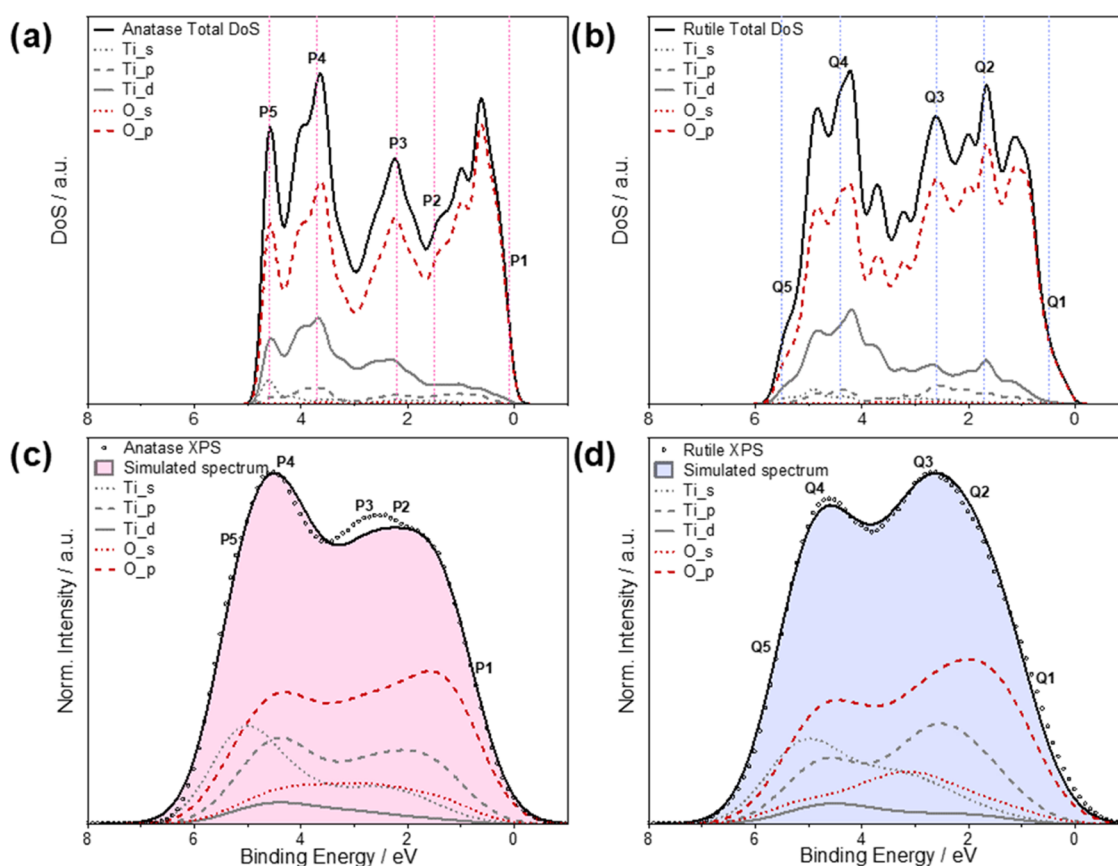 (a)
Anatase Total DoS
Ti_s
Ti_p
Ti_d
O_s
O_p
P5
P4
P3
P2
P1
DoS / a.u.
8
6
4
2
0
(b)
Rutile Total DoS
Ti_s
Ti_p
Ti_d
O_s
O_p
Q5
Q4
Q3
Q2
Q1
DoS / a.u.
8
6
4
2
0
(c)
Anatase XPS
Simulated spectrum
Ti_s
Ti_p
Ti_d
O_s
O_p
P5
P4
P3
P2
P1
Norm. Intensity / a.u.
8
6
4
2
0
Binding Energy / eV
(d)
Rutile XPS
Simulated spectrum
Ti_s
Ti_p
Ti_d
O_s
O_p
Q5
Q4
Q3
Q2
Q1
Norm. Intensity / a.u.
8
6
4
2
0
Binding Energy / eV